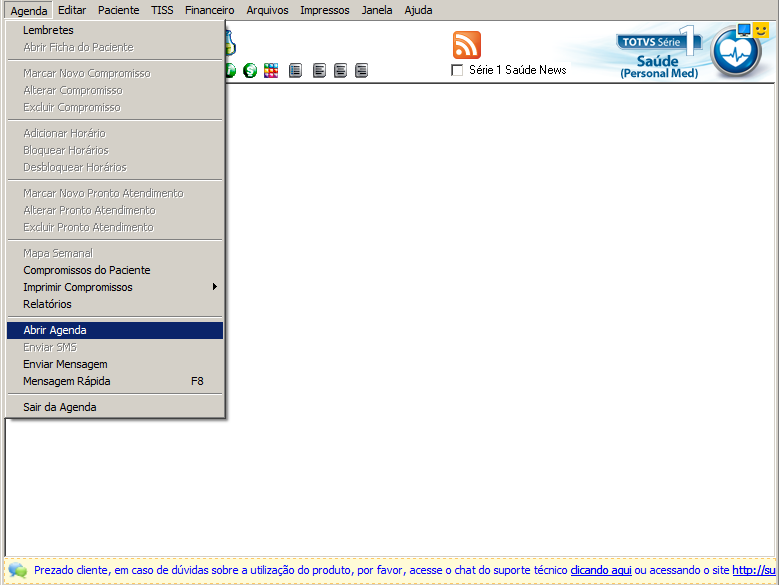 Agenda Editar Paciente TISS Financeiro Arquivos Impressos Janela Ajuda
Lembretes
Abrir Ficha do Paciente
Marcar Novo Compromisso
Alterar Compromisso
Excluir Compromisso
Adicionar Horário
Bloquear Horários
Desbloquear Horários
Marcar Novo Pronto Atendimento
Alterar Pronto Atendimento
Excluir Pronto Atendimento
Mapa Semanal
Compromissos do Paciente
Imprimir Compromissos
Relatórios
Abrir Agenda
Enviar SMS
Enviar Mensagem
Mensagem Rápida F8
Sair da Agenda
Série 1 Saúde News
TOTVS Série 1
Saúde
(Personal Med)
Prezado cliente, em caso de dúvidas sobre a utilização do produto, por favor, acesse o chat do suporte técnico clicando aqui ou acessando o site http://su